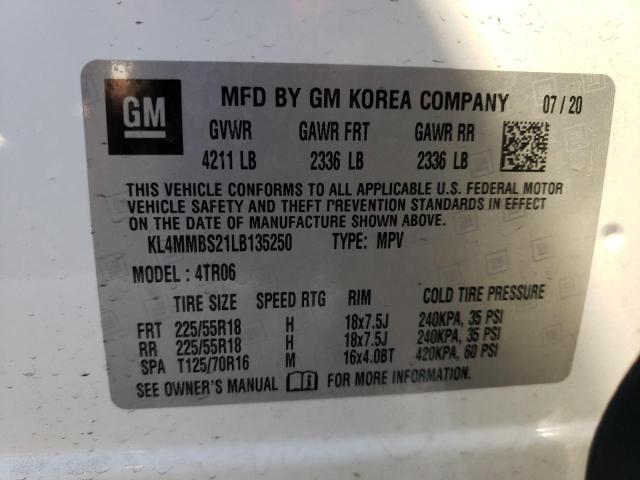 GM MFD BY GM KOREA COMPANY 07/20
GVWR GAWR FRT GAWR RR
4211 LB 2336 LB 2336 LB
THIS VEHICLE CONFORMS TO ALL APPLICABLE U.S. FEDERAL MOTOR
VEHICLE SAFETY AND THEFT PREVENTION STANDARDS IN EFFECT
ON THE DATE OF MANUFACTURE SHOWN ABOVE.
KL4MMBS21LB135250 TYPE: MPV
MODEL: 4TR06
TIRE SIZE SPEED RTG RIM COLD TIRE PRESSURE
FRT 225/55R18 H 18x7.5J 240KPA, 35 PSI
RR 225/55R18 H 18x7.5J 240KPA, 35 PSI
SPA T125/70R16 M 16x4.0BT 420KPA, 60 PSI
SEE OWNER'S MANUAL FOR MORE INFORMATION.